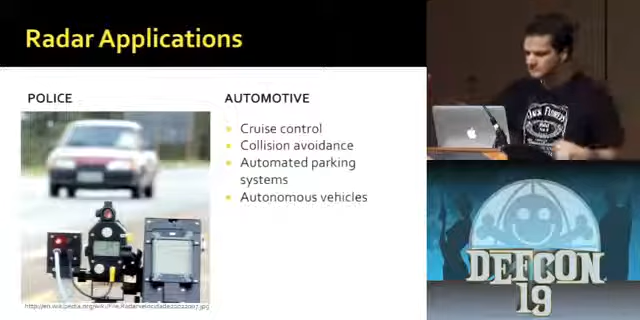 Radar Applications
POLICE
AUTOMOTIVE
Cruise control
Collision avoidance
Automated parking
systems
Autonomous vehicles
DEFCON
19